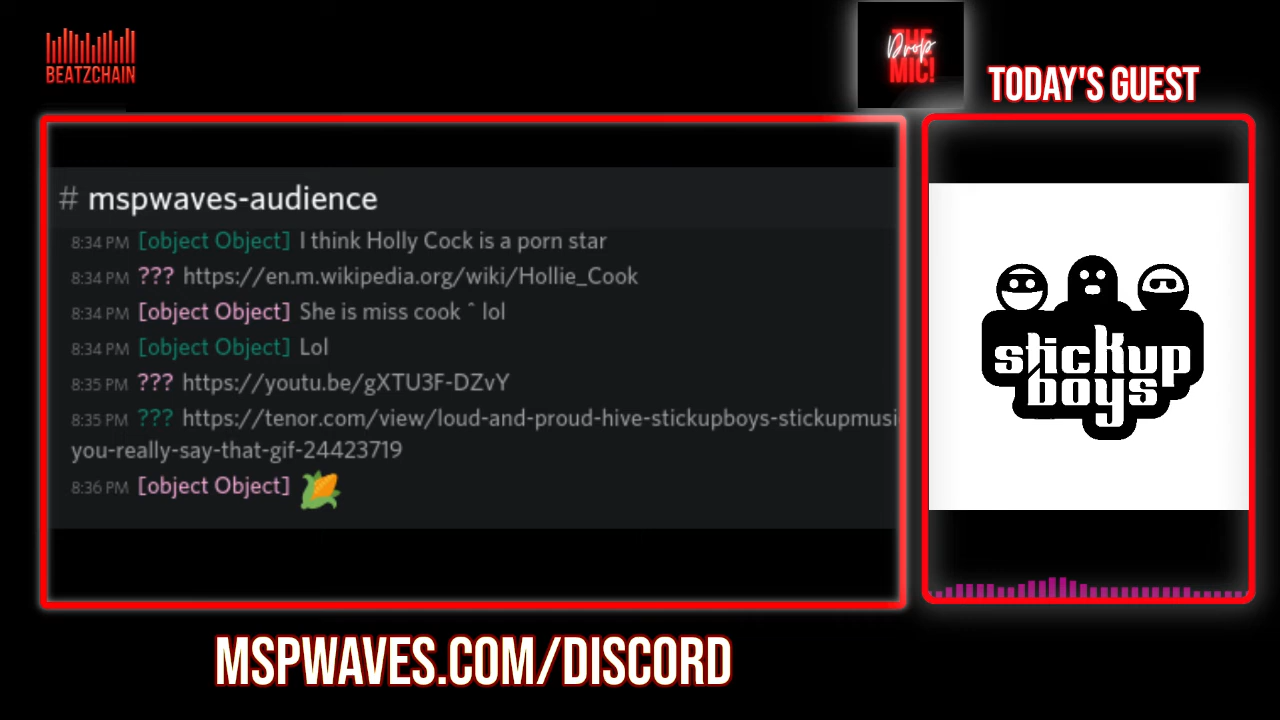 BEATZCHAIN
THE
Drop
MIC!
TODAY'S GUEST
# mspwaves-audience
8:34 PM [object Object] I think Holly Cock is a porn star
8:34 PM ??? https://en.m.wikipedia.org/wiki/Hollie_Cook
8:34 PM [object Object] She is miss cook ^ lol
8:34 PM [object Object] Lol
8:35 PM ??? https://youtu.be/gXTU3F-DZvY
8:35 PM ??? https://tenor.com/view/loud-and-proud-hive-stickupboys-stickupmusi
you-really-say-that-gif-24423719
8:36 PM [object Object] 🌽
stickup
boys
MSPWAVES.COM/DISCORD